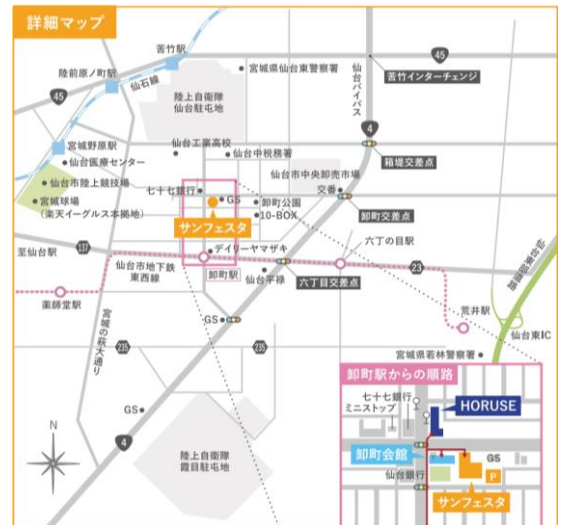 詳細マップ
苦竹駅
陸前原ノ町駅
仙石線
45
宮城県仙台東警察署
仙台バイパス
45
苦竹インターチェンジ
陸上自衛隊
仙台駐屯地
4
宮城野原駅
仙台医療センター
仙台工業高校
仙台中税務署
箱堤交差点
仙台市中央卸売市場
交番
仙台市陸上競技場
七十七銀行
GS
卸町公園
10-BOX
卸町交差点
宮城球場
(楽天イーグルス本拠地)
サンフェスタ
デイリーヤマザキ
六丁の目駅
至仙台駅
137
仙台市地下鉄
東西線
卸町駅
仙台平禄
六丁目交差点
23
仙台東部道路
薬師堂駅
荒井駅
宮城の萩大通り
GS
仙台東IC
235
235
宮城県若林警察署
GS
4
N
陸上自衛隊
霞目駐屯地
卸町駅からの順路
七十七銀行
ミニストップ
HORUSE
卸町会館
GS
仙台銀行
P
サンフェスタ